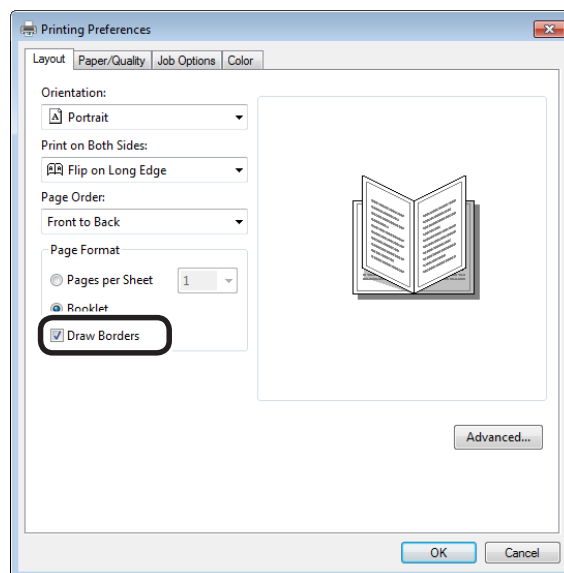 Printing Preferences
Layout Paper/Quality Job Options Color
Orientation:
Portrait
Print on Both Sides:
Flip on Long Edge
Page Order:
Front to Back
Page Format
Pages per Sheet 1
Booklet
Draw Borders
Advanced...
OK Cancel